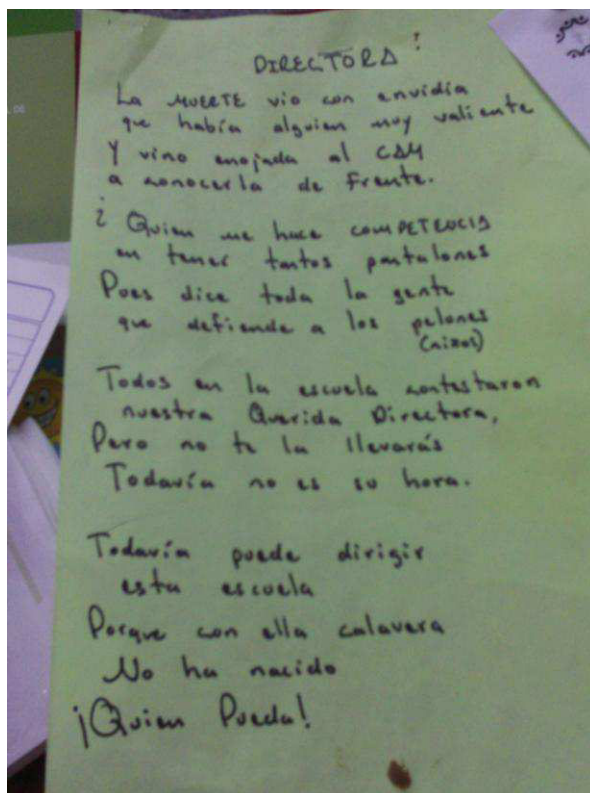 DIRECTORA
La MUERTE vio con envidia
que había alguien muy valiente
Y vino enojada al CAM
a conocerla de frente.
¿Quien me hace COMPETENCIA
en tener tantos pantalones
Pues dice toda la gente
que defiende a los pelones
(niños)
Todos en la escuela contestaron
nuestra Querida Directora,
Pero no te la llevarás
Todavía no es su hora.
Todavía puede dirigir
esta escuela
Porque con ella calavera
No ha nacido
¡Quien Pueda!